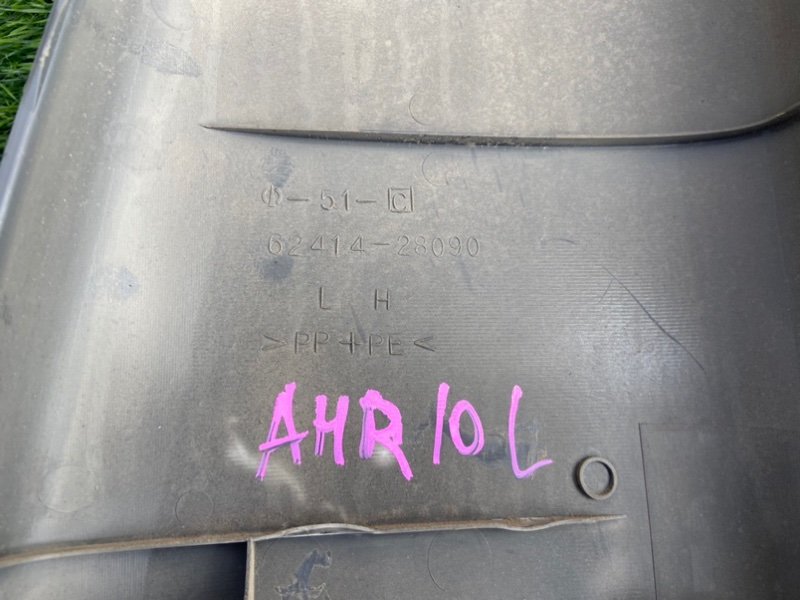 -51-C
62414-28090
L H
>PP+PE<
AHR10L